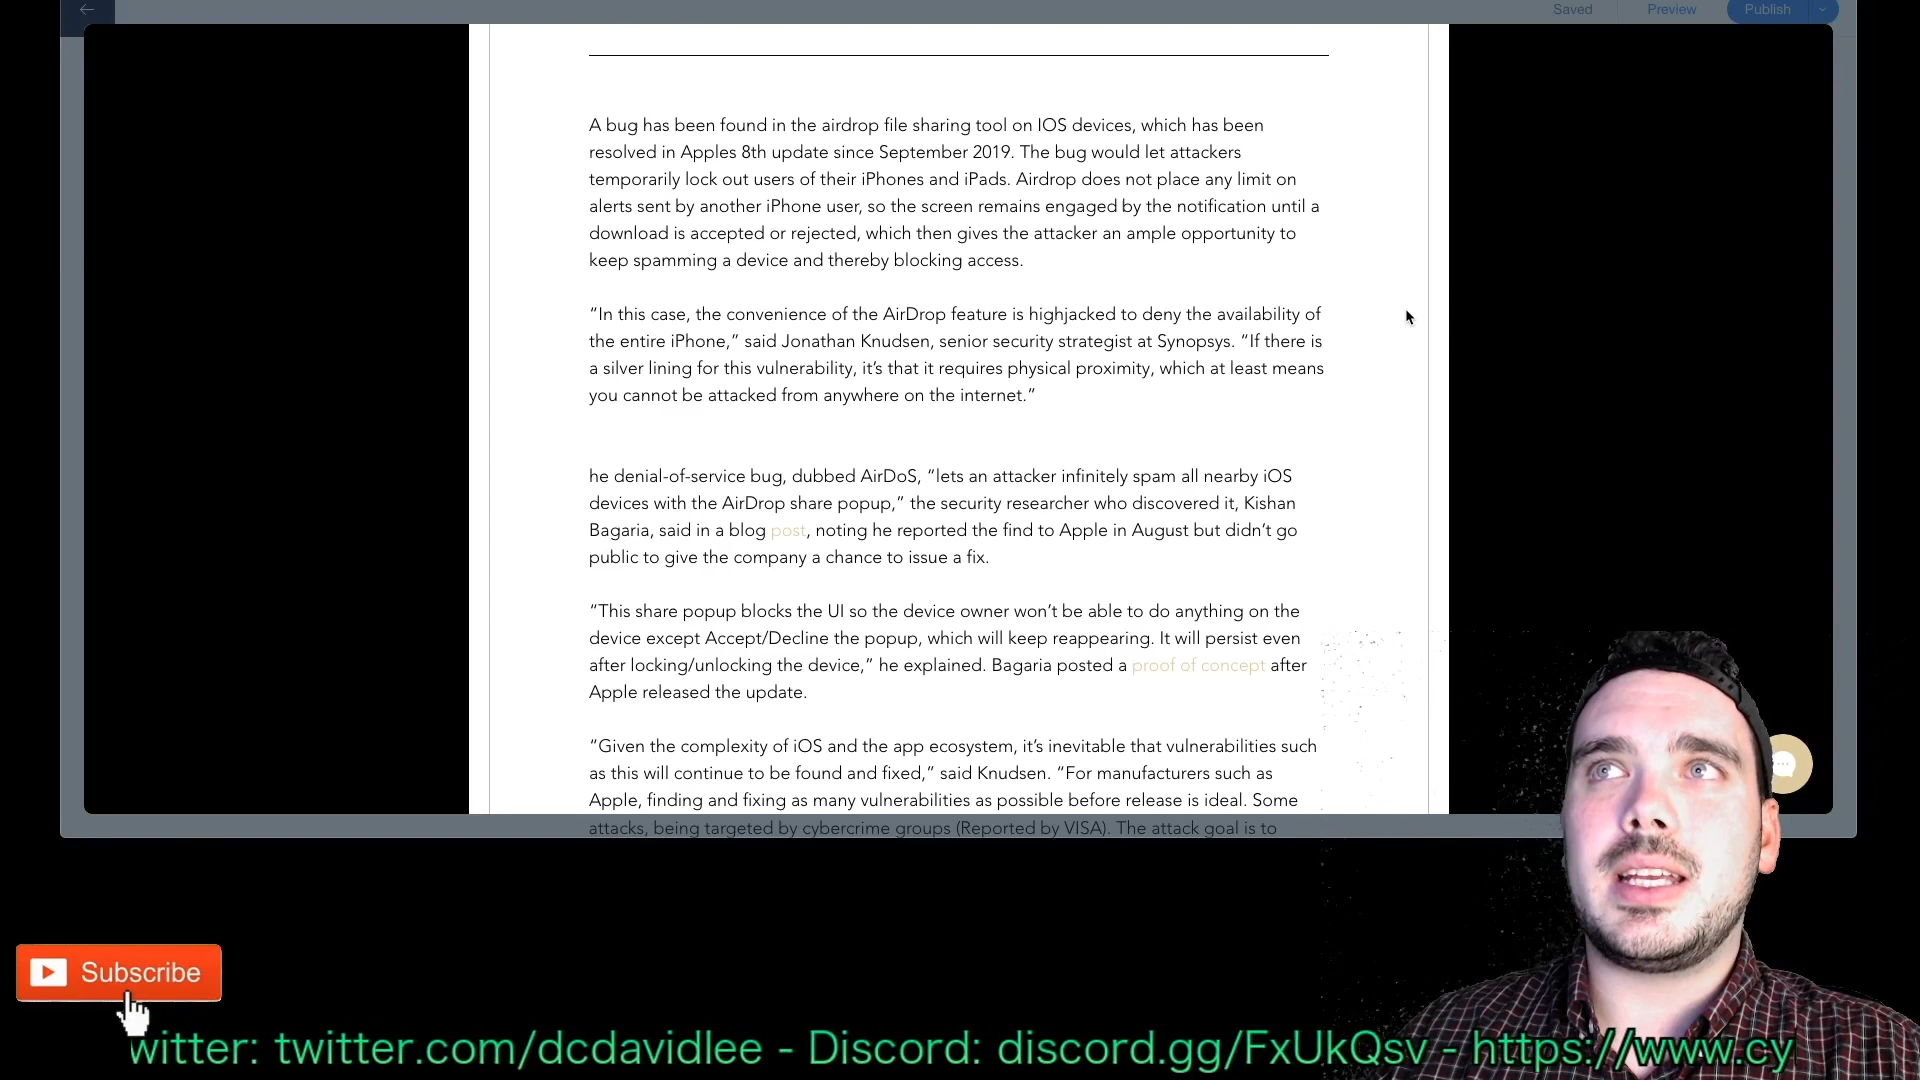 Saved Preview Publish
A bug has been found in the airdrop file sharing tool on IOS devices, which has been
resolved in Apples 8th update since September 2019. The bug would let attackers
temporarily lock out users of their iPhones and iPads. Airdrop does not place any limit on
alerts sent by another iPhone user, so the screen remains engaged by the notification until a
download is accepted or rejected, which then gives the attacker an ample opportunity to
keep spamming a device and thereby blocking access.
“In this case, the convenience of the AirDrop feature is highjacked to deny the availability of
the entire iPhone,” said Jonathan Knudsen, senior security strategist at Synopsys. “If there is
a silver lining for this vulnerability, it’s that it requires physical proximity, which at least means
you cannot be attacked from anywhere on the internet.”
he denial-of-service bug, dubbed AirDoS, “lets an attacker infinitely spam all nearby iOS
devices with the AirDrop share popup,” the security researcher who discovered it, Kishan
Bagaria, said in a blog post, noting he reported the find to Apple in August but didn’t go
public to give the company a chance to issue a fix.
“This share popup blocks the UI so the device owner won’t be able to do anything on the
device except Accept/Decline the popup, which will keep reappearing. It will persist even
after locking/unlocking the device,” he explained. Bagaria posted a proof of concept after
Apple released the update.
“Given the complexity of iOS and the app ecosystem, it’s inevitable that vulnerabilities such
as this will continue to be found and fixed,” said Knudsen. “For manufacturers such as
Apple, finding and fixing as many vulnerabilities as possible before release is ideal. Some
attacks, being targeted by cybercrime groups (Reported by VISA). The attack goal is to
Subscribe
witter: twitter.com/dcdavidlee - Discord: discord.gg/FxUkQsv - https://www.cy